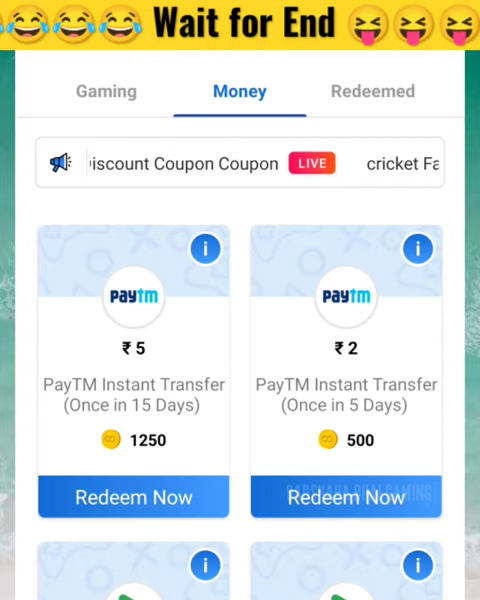 Wait for End
Gaming Money Redeemed
iscount Coupon Coupon LIVE cricket Fa
paytm
₹ 5
PayTM Instant Transfer
(Once in 15 Days)
1250
Redeem Now
paytm
₹ 2
PayTM Instant Transfer
(Once in 5 Days)
500
Redeem Now